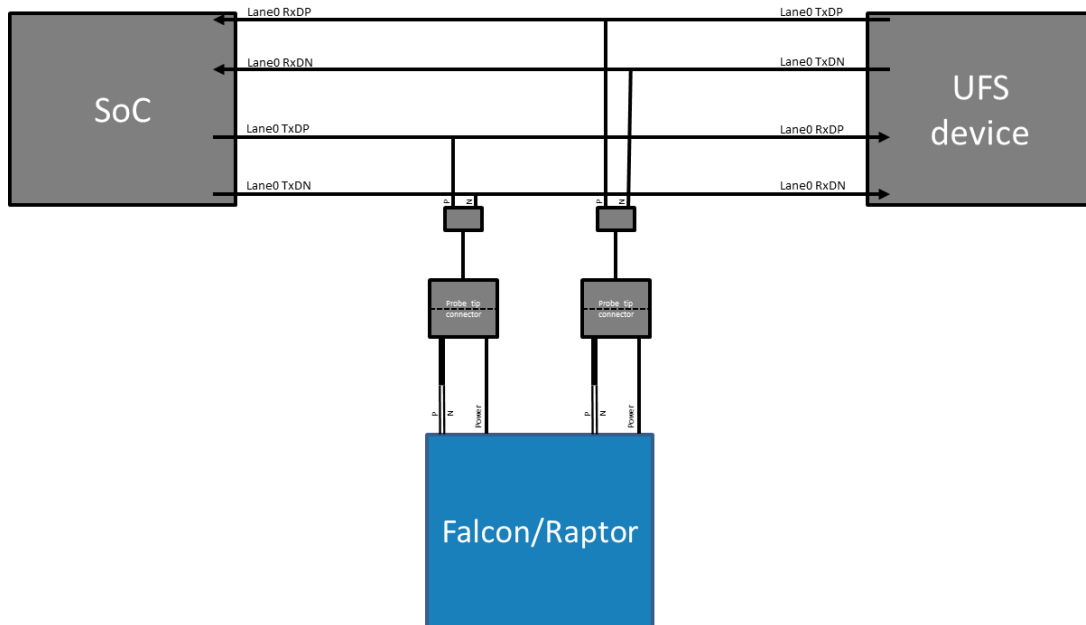 Lane0 RxDP
Lane0 TxDP
Lane0 RxDN
Lane0 TxDN
SoC
UFS
device
Lane0 TxDP
Lane0 RxDP
Lane0 TxDN
Lane0 RxDN
P
N
P
N
Probe tip
connector
Probe tip
connector
P
N
Power
P
N
Power
Falcon/Raptor